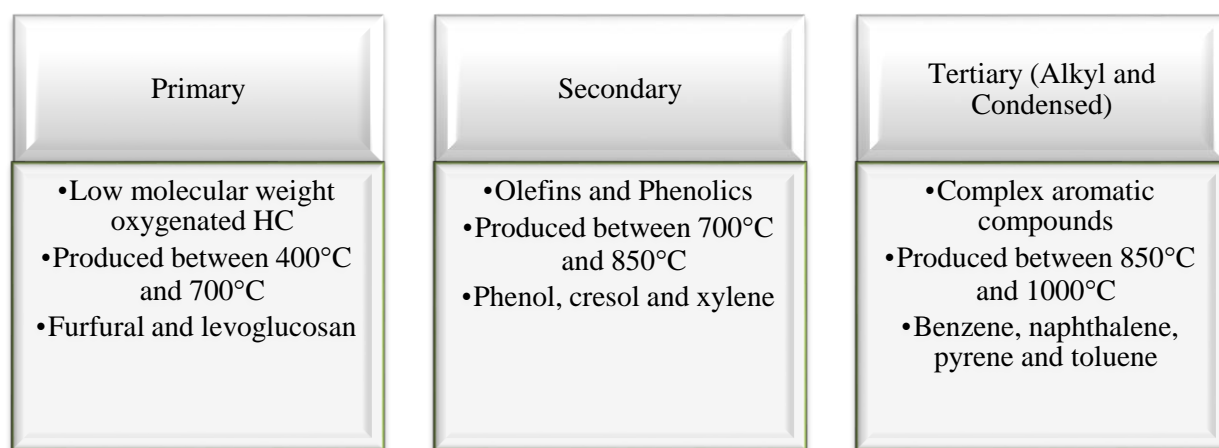 Primary
•Low molecular weight
oxygenated HC
•Produced between 400°C
and 700°C
•Furfural and levoglucosan
Secondary
•Olefins and Phenolics
•Produced between 700°C
and 850°C
•Phenol, cresol and xylene
Tertiary (Alkyl and
Condensed)
•Complex aromatic
compounds
•Produced between 850°C
and 1000°C
•Benzene, naphthalene,
pyrene and toluene